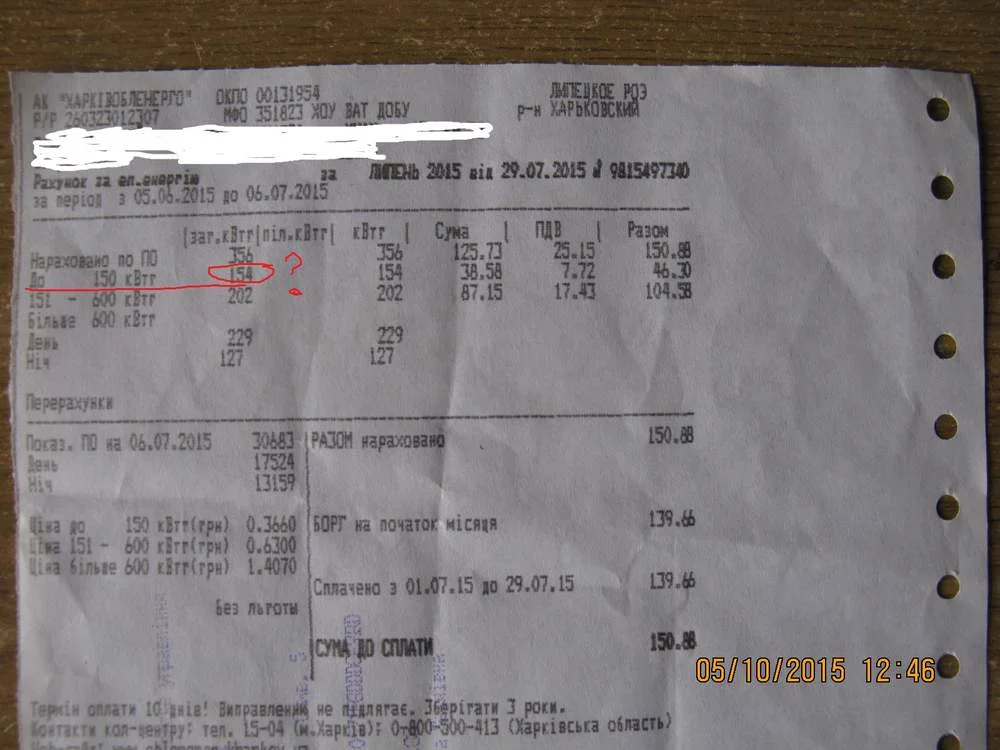 АК "ХАРКІВОБЛЕНЕРГО" ОКПО 00131954 ЛИПЕЦКОЕ РОЭ
Р/Р 260323012307 МФО 351823 ХОУ ВАТ ДОБУ р-н ХАРЬКОВСКИЙ
Рахунок за ел.енергію за ЛИПЕНЬ 2015 від 29.07.2015 № 9815497340
за період з 05.06.2015 до 06.07.2015
|заг.кВтг|піл.кВтг| кВтг | Сума | ПДВ | Разом
Нараховано по ПО 356 356 125.73 25.15 150.88
До 150 кВтг 154 ? 154 38.58 7.72 46.30
151 - 600 кВтг 202 202 87.15 17.43 104.58
Більше 600 кВтг
День 229 229
Ніч 127 127
Перерахунки
Показ. ПО на 06.07.2015 30683 РАЗОМ нараховано 150.88
День 17524
Ніч 13159
Ціна до 150 кВтг(грн) 0.3660 БОРГ на початок місяця 139.66
Ціна 151 - 600 кВтг(грн) 0.6300
Ціна більше 600 кВтг(грн) 1.4070
Сплачено з 01.07.15 до 29.07.15 139.66
Без льготы
СУМА ДО СПЛАТИ 150.88
05/10/2015 12:46
Термін оплати 10 днів! Виправленню не підлягає. Зберігати 3 роки.
Контакти кол-центру: тел. 15-04 (м.Харків) 0-800-500-413 (Харківська область)